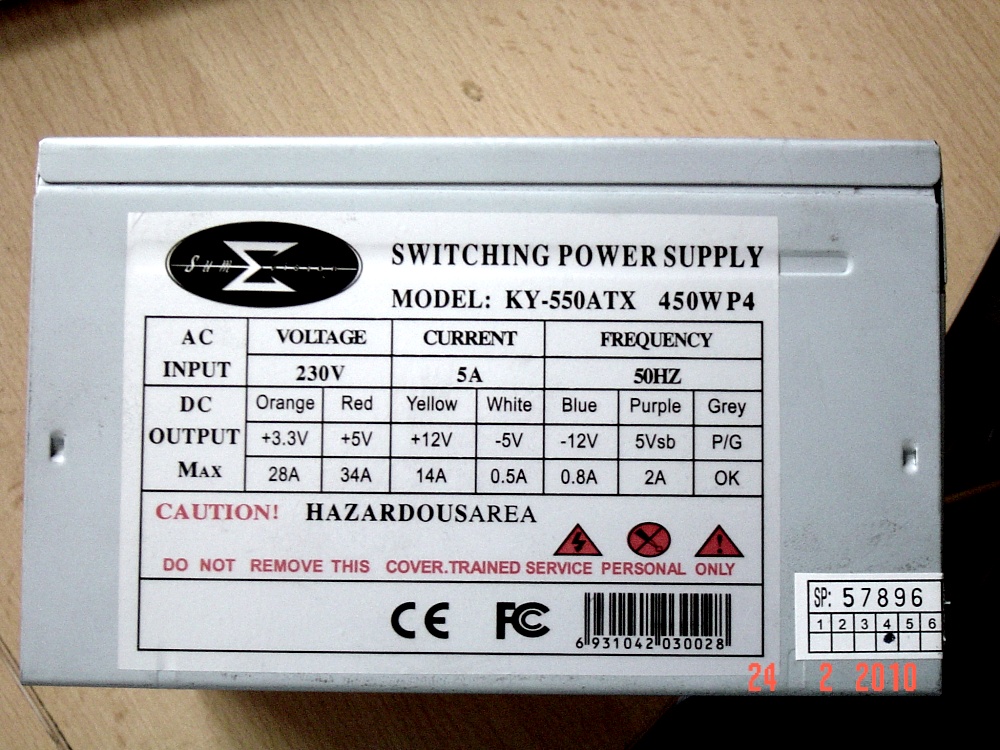 SWITCHING POWER SUPPLY
MODEL: KY-550ATX 450W P4
AC INPUT VOLTAGE CURRENT FREQUENCY
230V 5A 50HZ
DC OUTPUT MAX Orange Red Yellow White Blue Purple Grey
+3.3V +5V +12V -5V -12V 5Vsb P/G
28A 34A 14A 0.5A 0.8A 2A OK
CAUTION! HAZARDOUSAREA
DO NOT REMOVE THIS COVER.TRAINED SERVICE PERSONAL ONLY
CE FC
6 931042 030028
SP: 57896
1 2 3 4 5 6
24 2 2010